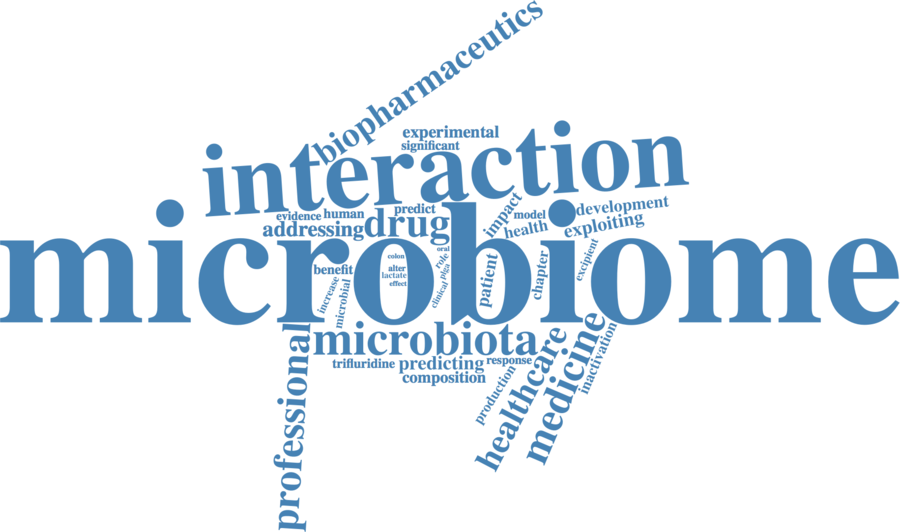 biopharmaceutics
experimental
significant
interaction
evidence
human
predict
impact
model
development
addressing
drug
health
exploiting
microbiome
colon
oral
role
alter
lactate
effect
plga
clinical
benefit
increase
microbial
patient
chapter
excipient
microbiota
trifluridine
predicting
response
composition
production
healthcare
medicine
inactivation
professional